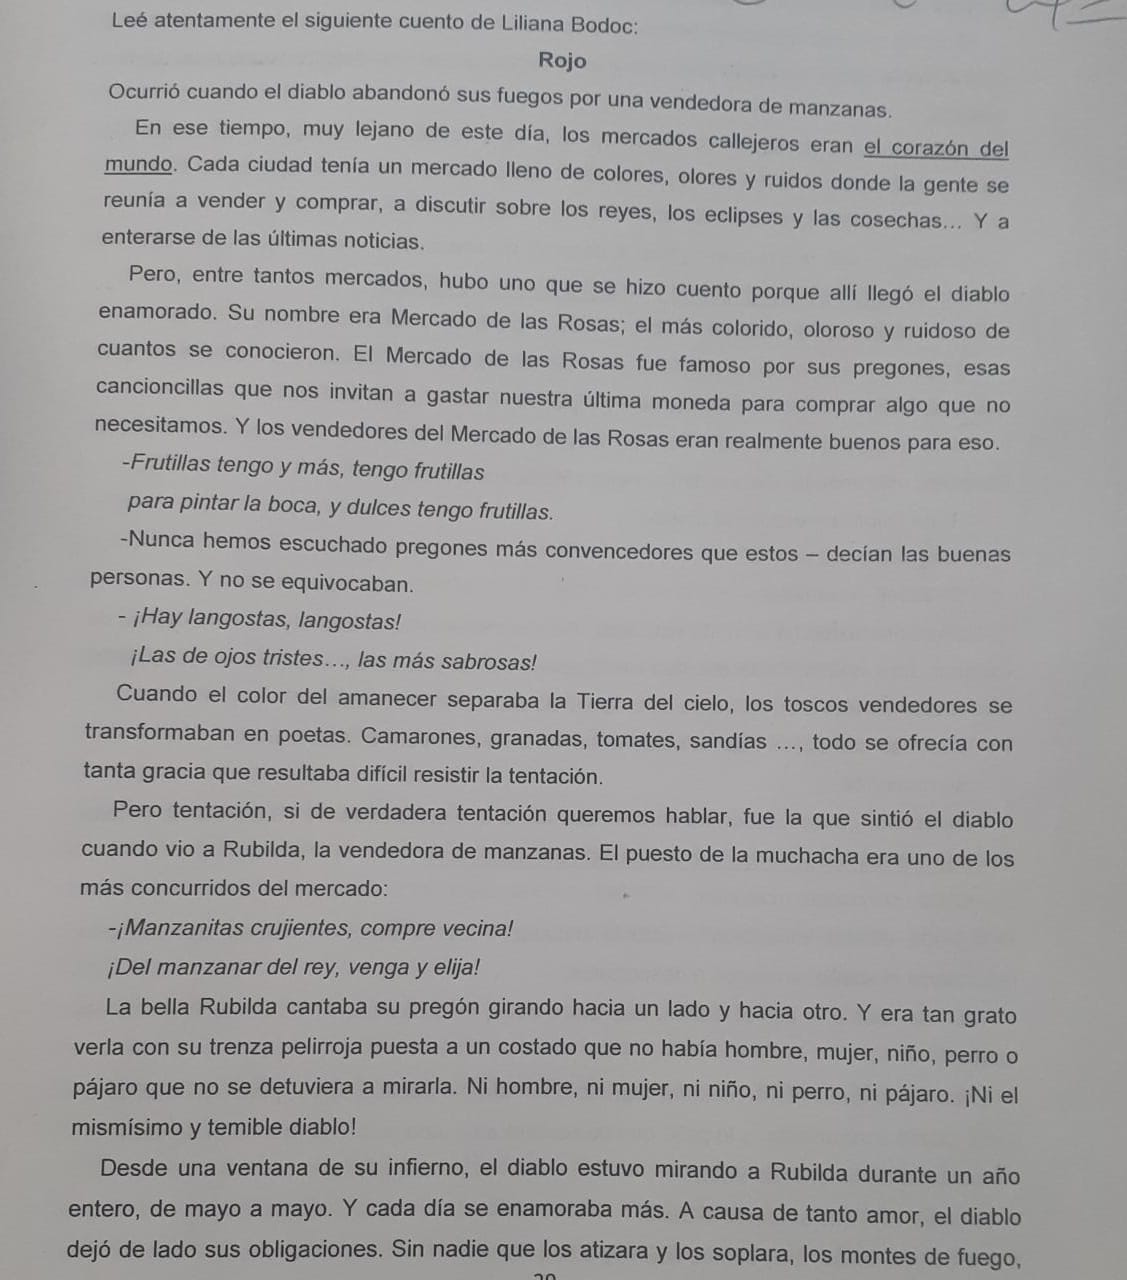 Leé atentamente el siguiente cuento de Liliana Bodoc:
Rojo
Ocurrió cuando el diablo abandonó sus fuegos por una vendedora de manzanas.
En ese tiempo, muy lejano de este día, los mercados callejeros eran el corazón del
mundo. Cada ciudad tenía un mercado lleno de colores, olores y ruidos donde la gente se
reunía a vender y comprar, a discutir sobre los reyes, los eclipses y las cosechas... Y a
enterarse de las últimas noticias.
Pero, entre tantos mercados, hubo uno que se hizo cuento porque allí llegó el diablo
enamorado. Su nombre era Mercado de las Rosas; el más colorido, oloroso y ruidoso de
cuantos se conocieron. El Mercado de las Rosas fue famoso por sus pregones, esas
cancioncillas que nos invitan a gastar nuestra última moneda para comprar algo que no
necesitamos. Y los vendedores del Mercado de las Rosas eran realmente buenos para eso.
-Frutillas tengo y más, tengo frutillas
para pintar la boca, y dulces tengo frutillas.
-Nunca hemos escuchado pregones más convencedores que estos – decían las buenas
personas. Y no se equivocaban.
- ¡Hay langostas, langostas!
¡Las de ojos tristes..., las más sabrosas!
Cuando el color del amanecer separaba la Tierra del cielo, los toscos vendedores se
transformaban en poetas. Camarones, granadas, tomates, sandías ..., todo se ofrecía con
tanta gracia que resultaba difícil resistir la tentación.
Pero tentación, si de verdadera tentación queremos hablar, fue la que sintió el diablo
cuando vio a Rubilda, la vendedora de manzanas. El puesto de la muchacha era uno de los
más concurridos del mercado:
-¡Manzanitas crujientes, compre vecina!
¡Del manzanar del rey, venga y elija!
La bella Rubilda cantaba su pregón girando hacia un lado y hacia otro. Y era tan grato
verla con su trenza pelirroja puesta a un costado que no había hombre, mujer, niño, perro o
pájaro que no se detuviera a mirarla. Ni hombre, ni mujer, ni niño, ni perro, ni pájaro. ¡Ni el
mismísimo y temible diablo!
Desde una ventana de su infierno, el diablo estuvo mirando a Rubilda durante un año
entero, de mayo a mayo. Y cada día se enamoraba más. A causa de tanto amor, el diablo
dejó de lado sus obligaciones. Sin nadie que los atizara y los soplara, los montes de fuego,